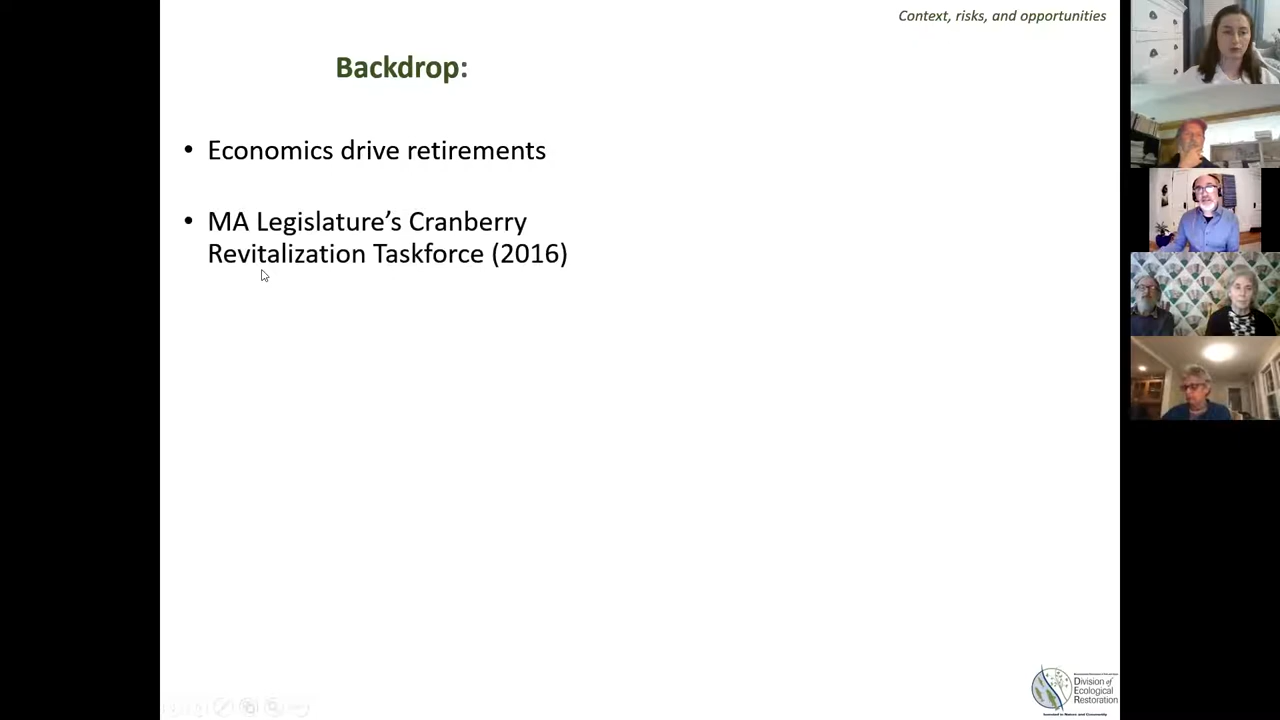 Context, risks, and opportunities
Backdrop:
• Economics drive retirements
• MA Legislature’s Cranberry
Revitalization Taskforce (2016)
Division of
Ecological
Restoration